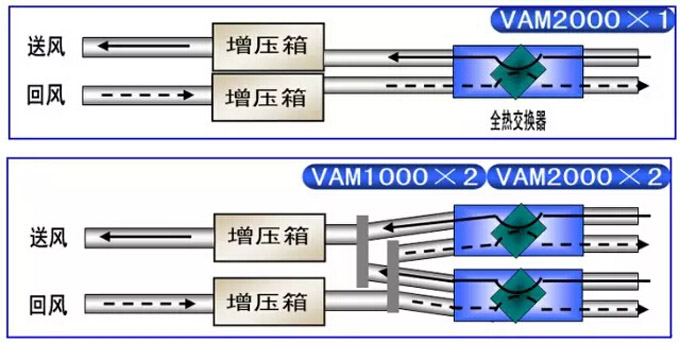 VAM2000×1
送风
增压箱
回风
增压箱
全热交换器
VAM1000×2
VAM2000×2
送风
增压箱
回风
增压箱